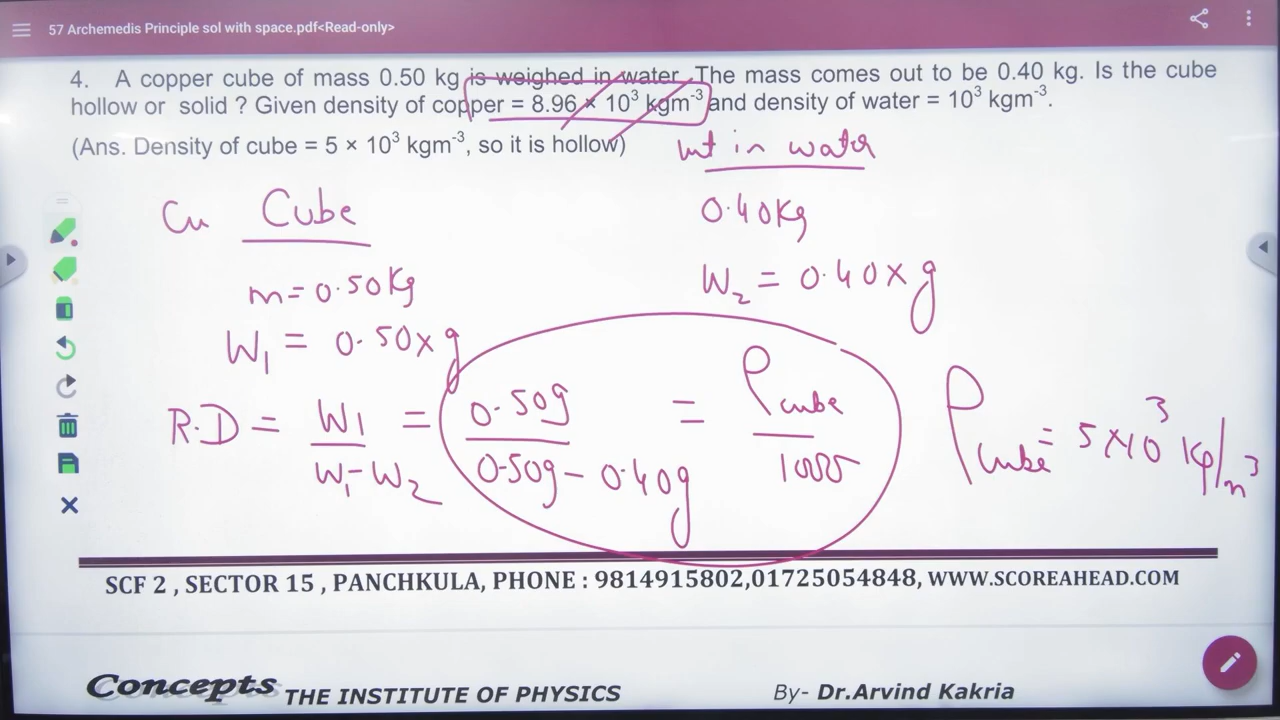 57 Archemedis Principle sol with space.pdf<Read-only>
4. A copper cube of mass 0.50 kg is weighed in water. The mass comes out to be 0.40 kg. Is the cube
hollow or solid ? Given density of copper = 8.96 × 10³ kgm⁻³ and density of water = 10³ kgm⁻³.
(Ans. Density of cube = 5 × 10³ kgm⁻³, so it is hollow)
wt in water
Cu Cube
0.40Kg
m=0.50Kg
W₂ = 0.40xg
W₁ = 0.50xg
R.D = W₁ / W₁-W₂ = 0.50g / 0.50g - 0.40g = ρcube / 1000
ρcube = 5×10³ Kg/m³
SCF 2 , SECTOR 15 , PANCHKULA, PHONE : 9814915802,01725054848, WWW.SCOREAHEAD.COM
Concepts THE INSTITUTE OF PHYSICS
By- Dr.Arvind Kakria